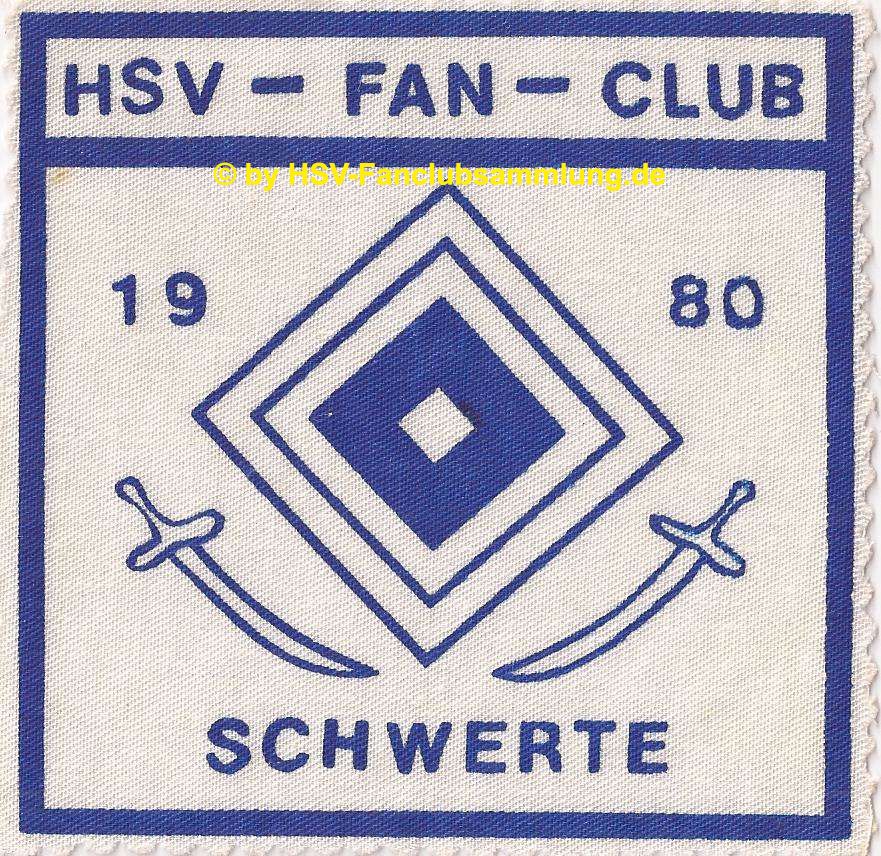 HSV - FAN - CLUB
© by HSV-Fanclubsammlung.de
19 80
SCHWERTE